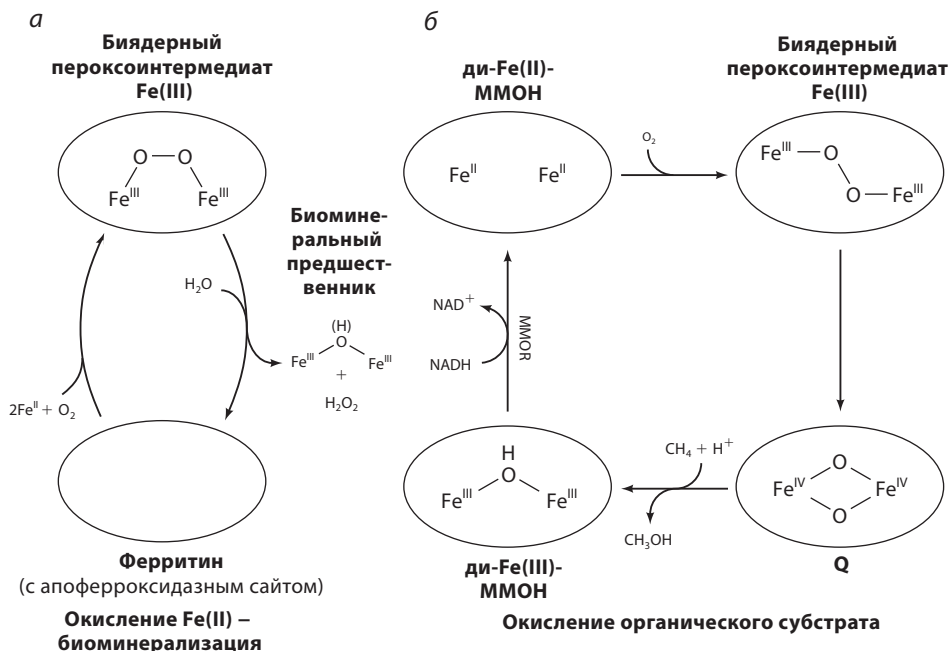 а
Биядерный
пероксоинтермедиат
Fe(III)
O — O
Fe^III Fe^III
H₂O
Биомине-
ральный
предшест-
венник
(H)
O
Fe^III Fe^III
+
H₂O₂
2Fe^II + O₂
Ферритин
(с апоферроксидазным сайтом)
Окисление Fe(II) –
биоминерализация
б
ди-Fe(II)-
ММОН
Fe^II Fe^II
O₂
Биядерный
пероксоинтермедиат
Fe(III)
Fe^III — O
O — Fe^III
NAD⁺
NADH
MMOR
CH₄ + H⁺
CH₃OH
H
O
Fe^III Fe^III
ди-Fe(III)-
ММОН
O
Fe^IV Fe^IV
O
Q
Окисление органического субстрата